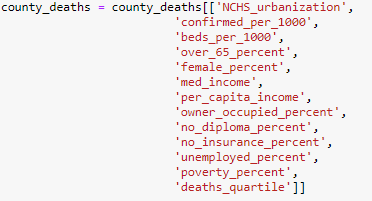 county_deaths = county_deaths[['NCHS_urbanization',
'confirmed_per_1000',
'beds_per_1000',
'over_65_percent',
'female_percent',
'med_income',
'per_capita_income',
'owner_occupied_percent',
'no_diploma_percent',
'no_insurance_percent',
'unemployed_percent',
'poverty_percent',
'deaths_quartile']]